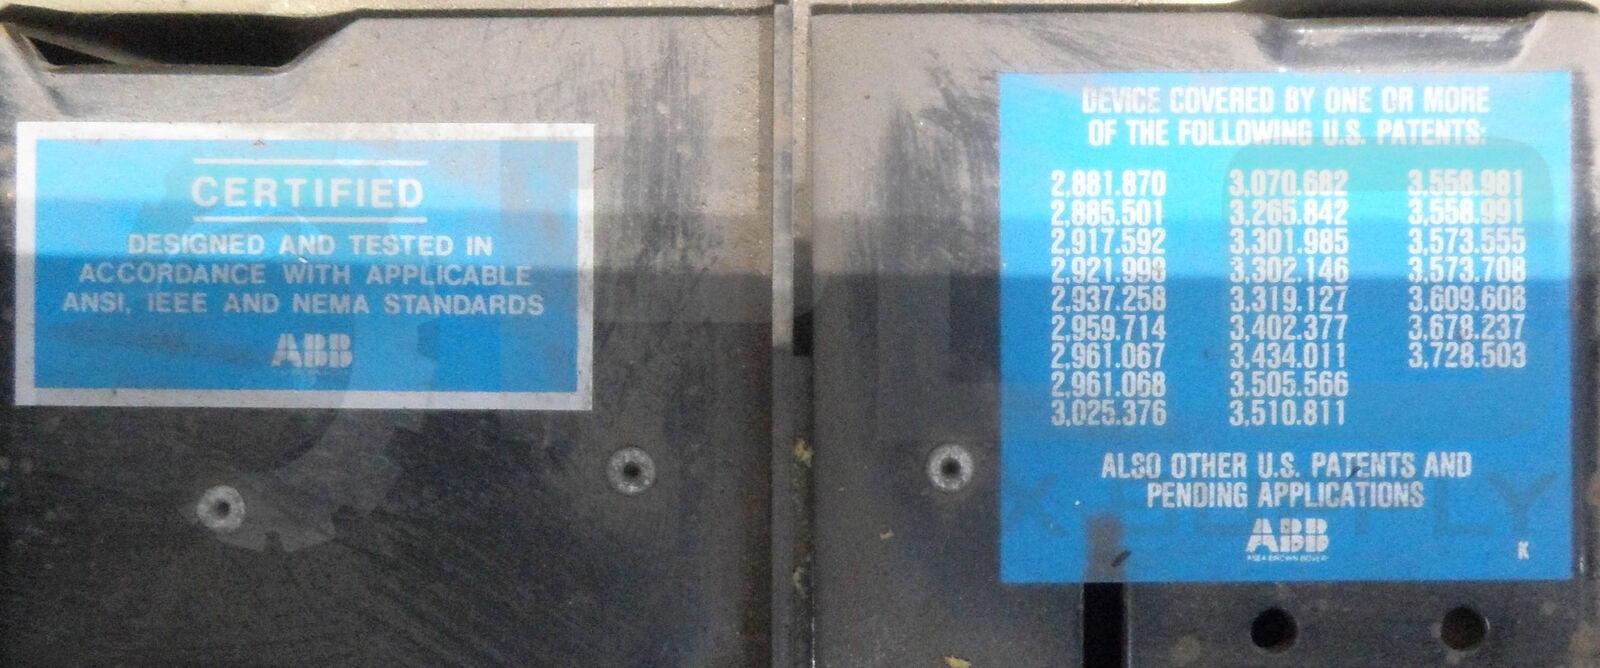 CERTIFIED
DESIGNED AND TESTED IN
ACCORDANCE WITH APPLICABLE
ANSI, IEEE AND NEMA STANDARDS
ABB
DEVICE COVERED BY ONE OR MORE
OF THE FOLLOWING U.S. PATENTS:
2,881.870 3,070.682 3,558.981
2,885.501 3,265.842 3,558.991
2,917.592 3,301.985 3,573.555
2,921.998 3,302.146 3,573.708
2,937.258 3,319.127 3,609.608
2,959.714 3,402.377 3,678.237
2,961.067 3,434.011 3,728.503
2,961.068 3,505.566
3,025.376 3,510.811
ALSO OTHER U.S. PATENTS AND
PENDING APPLICATIONS
ABB
ASEA BROWN BOVERI
K